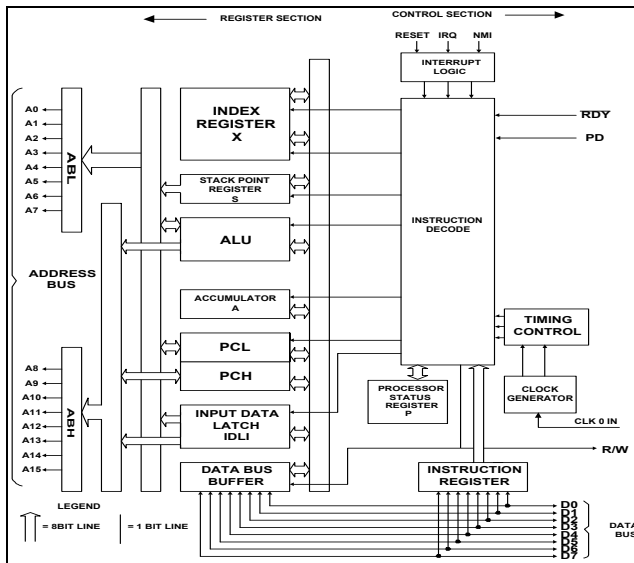 REGISTER SECTION
CONTROL SECTION
RESET IRQ NMI
INTERRUPT
LOGIC
A0
A1
A2
A3
A4
A5
A6
A7
ABL
INDEX
REGISTER
X
RDY
PD
STACK POINT
REGISTER
S
INSTRUCTION
DECODE
ALU
ADDRESS
BUS
ACCUMULATOR
A
TIMING
CONTROL
PCL
PCH
A8
A9
A10
A11
A12
A13
A14
A15
ABH
PROCESSOR
STATUS
REGISTER
P
CLOCK
GENERATOR
CLK 0 IN
INPUT DATA
LATCH
IDLI
R/W
DATA BUS
BUFFER
INSTRUCTION
REGISTER
LEGEND
= 8BIT LINE
= 1 BIT LINE
D0
D1
D2
D3
D4
D5
D6
D7
DATA
BUS